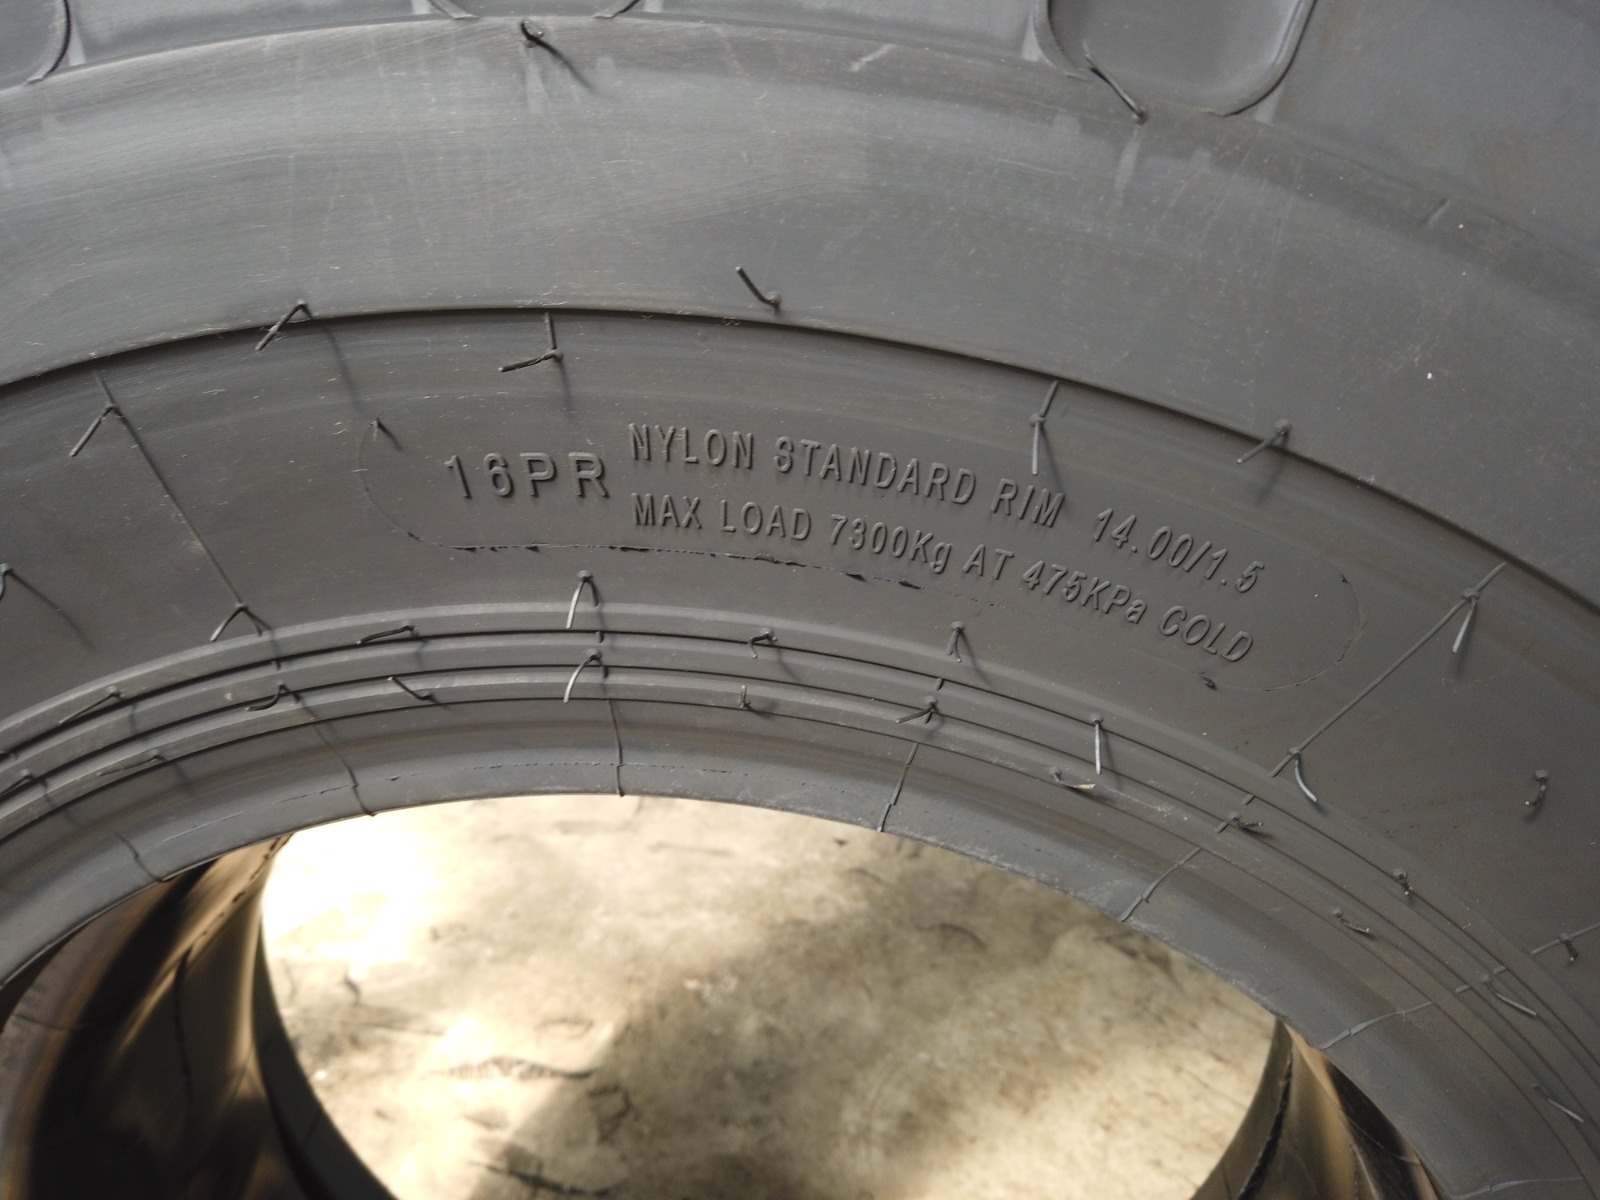 16PR
NYLON STANDARD RIM 14.00/1.5
MAX LOAD 7300Kg AT 475KPa COLD